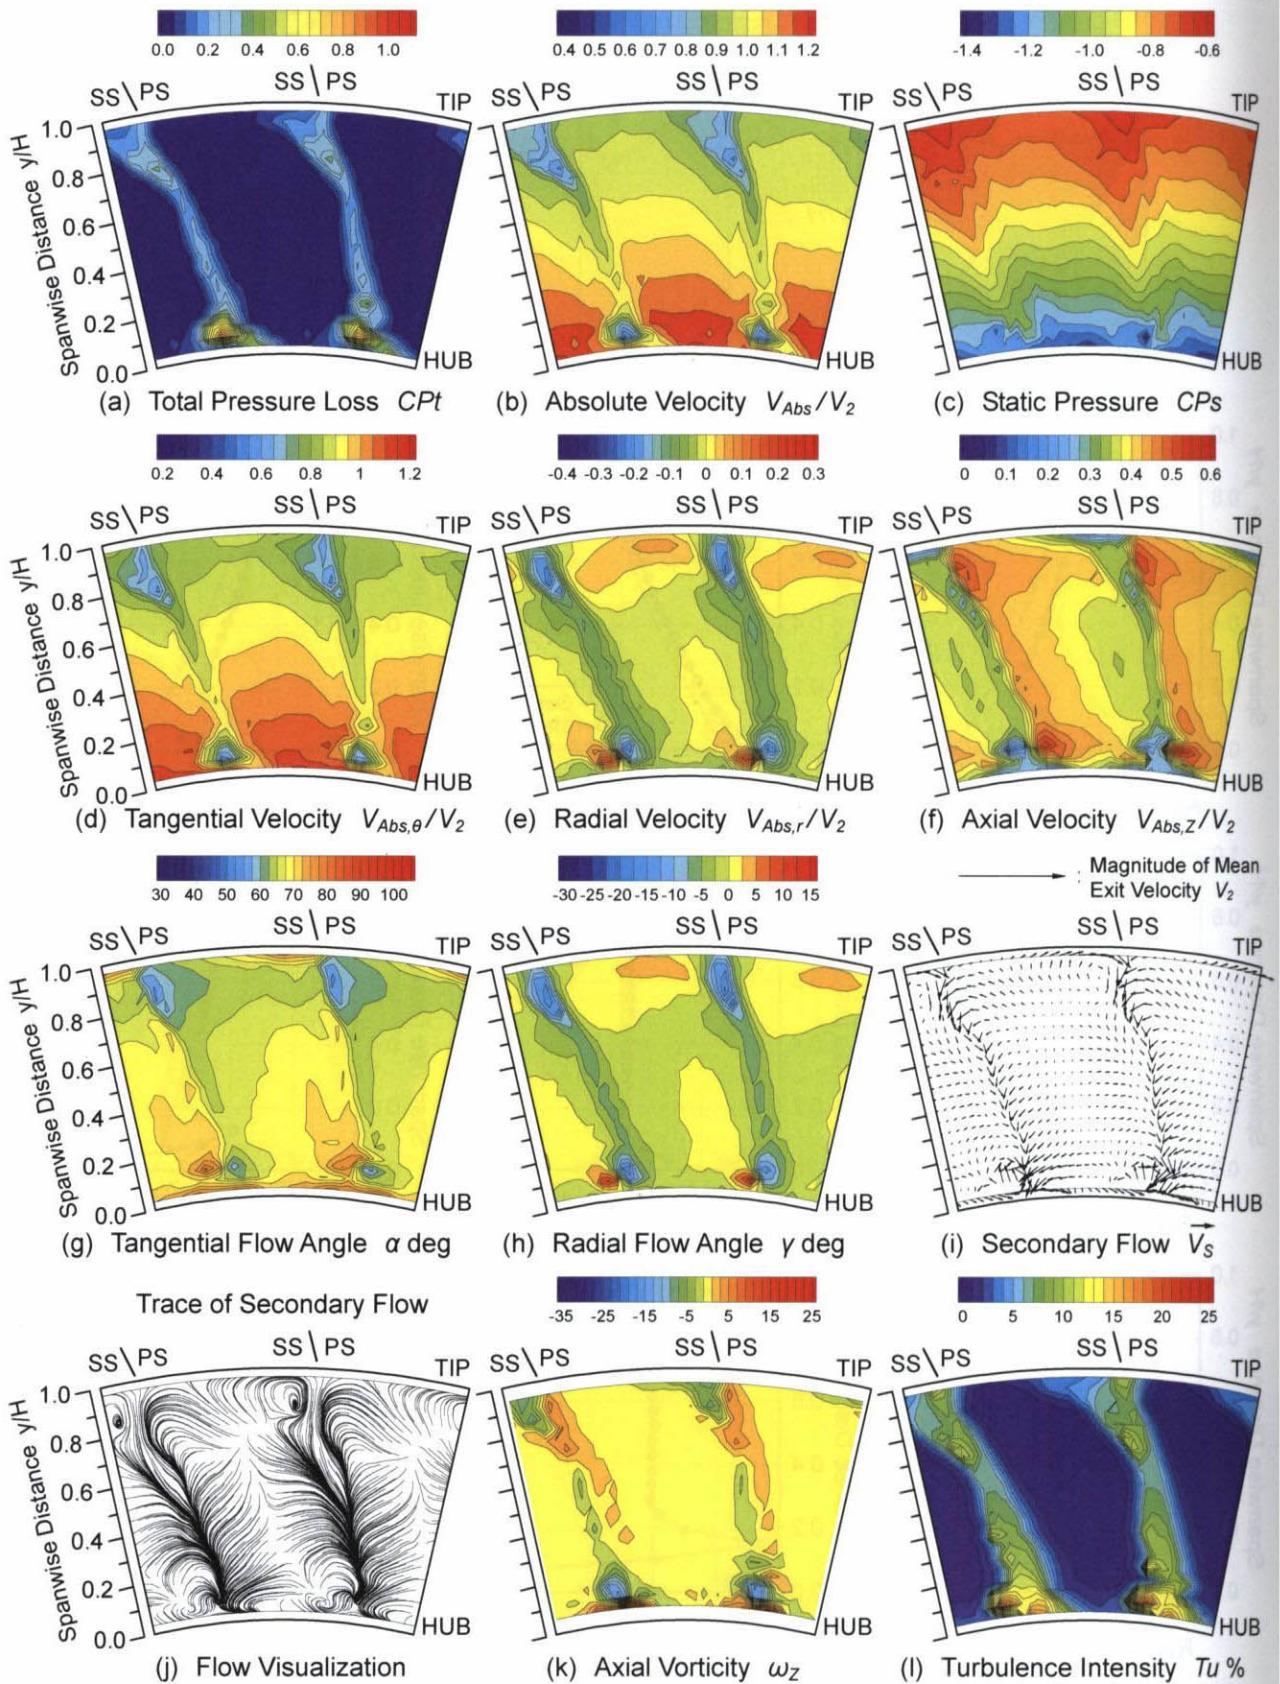 0.0 0.2 0.4 0.6 0.8 1.0
0.4 0.5 0.6 0.7 0.8 0.9 1.0 1.1 1.2
-1.4 -1.2 -1.0 -0.8 -0.6
SS \ PS SS \ PS TIP
SS \ PS SS \ PS TIP
SS \ PS SS \ PS TIP
Spanwise Distance y/H
1.0
0.8
0.6
0.4
0.2
0.0
HUB
HUB
HUB
(a) Total Pressure Loss CPt
(b) Absolute Velocity VAbs/V2
(c) Static Pressure CPs
0.2 0.4 0.6 0.8 1 1.2
-0.4 -0.3 -0.2 -0.1 0 0.1 0.2 0.3
0 0.1 0.2 0.3 0.4 0.5 0.6
SS \ PS SS \ PS TIP
SS \ PS SS \ PS TIP
SS \ PS SS \ PS TIP
Spanwise Distance y/H
1.0
0.8
0.6
0.4
0.2
0.0
HUB
HUB
HUB
(d) Tangential Velocity VAbs,θ/V2
(e) Radial Velocity VAbs,r/V2
(f) Axial Velocity VAbs,Z/V2
30 40 50 60 70 80 90 100
-30 -25 -20 -15 -10 -5 0 5 10 15
: Magnitude of Mean
Exit Velocity V2
SS \ PS SS \ PS TIP
SS \ PS SS \ PS TIP
SS \ PS SS \ PS TIP
Spanwise Distance y/H
1.0
0.8
0.6
0.4
0.2
0.0
HUB
HUB
HUB
(g) Tangential Flow Angle α deg
(h) Radial Flow Angle γ deg
(i) Secondary Flow VS
Trace of Secondary Flow
-35 -25 -15 -5 5 15 25
0 5 10 15 20 25
SS \ PS SS \ PS TIP
SS \ PS SS \ PS TIP
SS \ PS SS \ PS TIP
Spanwise Distance y/H
1.0
0.8
0.6
0.4
0.2
0.0
HUB
HUB
HUB
(j) Flow Visualization
(k) Axial Vorticity ωZ
(l) Turbulence Intensity Tu %